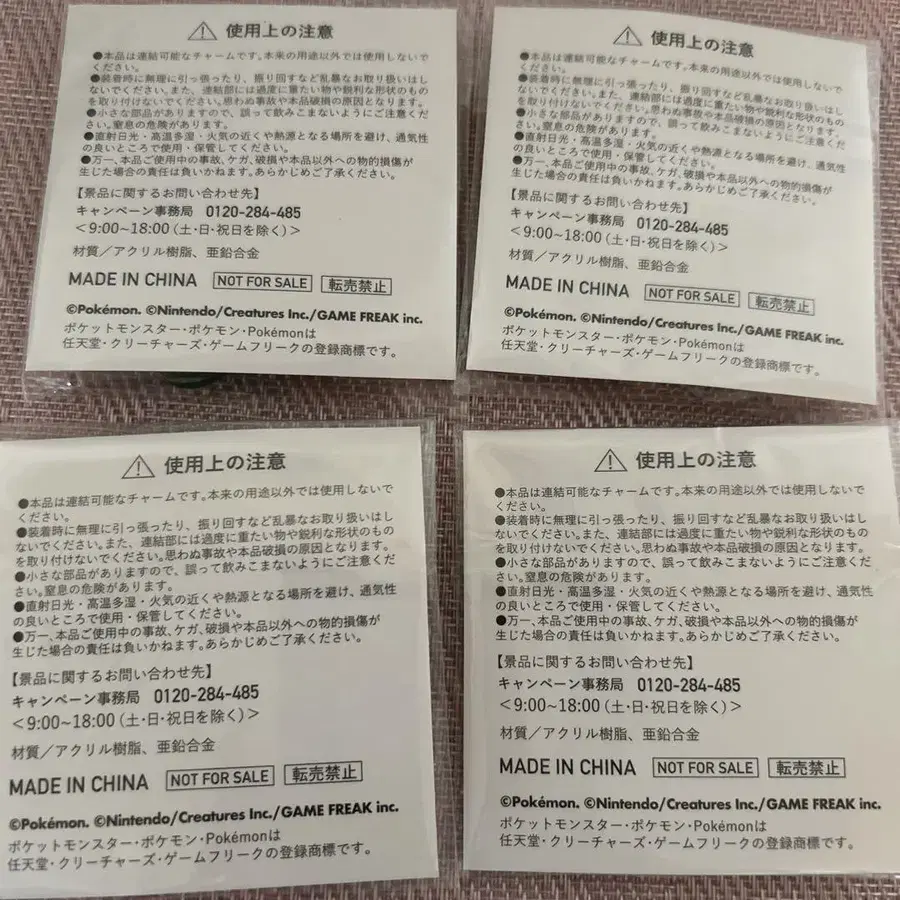 ⚠ 使用上の注意
●本品は連結可能なチャームです。本来の用途以外では使用しないで
ください。
●装着時に無理に引っ張ったり、振り回すなど乱暴なお取り扱いはし
ないでください。また、連結部には過度に重たい物や鋭利な形状のもの
を取り付けないでください。思わぬ事故や本品破損の原因となります。
●小さな部品がありますので、誤って飲みこまないようにご注意くだ
さい。窒息の危険があります。
●直射日光・高温多湿・火気の近くや熱源となる場所を避け、通気性
の良いところで使用・保管してください。
●万一、本品ご使用中の事故、ケガ、破損や本品以外への物的損傷が
生じた場合の責任は負いかねます。あらかじめご了承ください。
【景品に関するお問い合わせ先】
キャンペーン事務局 0120-284-485
＜9:00~18:00（土・日・祝日を除く）＞
材質／アクリル樹脂、亜鉛合金
MADE IN CHINA NOT FOR SALE 転売禁止
©Pokémon. ©Nintendo/Creatures Inc./GAME FREAK inc.
ポケットモンスター・ポケモン・Pokémonは
任天堂・クリーチャーズ・ゲームフリークの登録商標です。
⚠ 使用上の注意
●本品は連結可能なチャームです。本来の用途以外では使用しないで
ください。
●装着時に無理に引っ張ったり、振り回すなど乱暴なお取り扱いはし
ないでください。また、連結部には過度に重たい物や鋭利な形状のもの
を取り付けないでください。思わぬ事故や本品破損の原因となります。
●小さな部品がありますので、誤って飲みこまないようにご注意くだ
さい。窒息の危険があります。
●直射日光・高温多湿・火気の近くや熱源となる場所を避け、通気性
の良いところで使用・保管してください。
●万一、本品ご使用中の事故、ケガ、破損や本品以外への物的損傷が
生じた場合の責任は負いかねます。あらかじめご了承ください。
【景品に関するお問い合わせ先】
キャンペーン事務局 0120-284-485
＜9:00~18:00（土・日・祝日を除く）＞
材質／アクリル樹脂、亜鉛合金
MADE IN CHINA NOT FOR SALE 転売禁止
©Pokémon. ©Nintendo/Creatures Inc./GAME FREAK inc.
ポケットモンスター・ポケモン・Pokémonは
任天堂・クリーチャーズ・ゲームフリークの登録商標です。
⚠ 使用上の注意
●本品は連結可能なチャームです。本来の用途以外では使用しないで
ください。
●装着時に無理に引っ張ったり、振り回すなど乱暴なお取り扱いはし
ないでください。また、連結部には過度に重たい物や鋭利な形状のもの
を取り付けないでください。思わぬ事故や本品破損の原因となります。
●小さな部品がありますので、誤って飲みこまないようにご注意くだ
さい。窒息の危険があります。
●直射日光・高温多湿・火気の近くや熱源となる場所を避け、通気性
の良いところで使用・保管してください。
●万一、本品ご使用中の事故、ケガ、破損や本品以外への物的損傷が
生じた場合の責任は負いかねます。あらかじめご了承ください。
【景品に関するお問い合わせ先】
キャンペーン事務局 0120-284-485
＜9:00~18:00（土・日・祝日を除く）＞
材質／アクリル樹脂、亜鉛合金
MADE IN CHINA NOT FOR SALE 転売禁止
©Pokémon. ©Nintendo/Creatures Inc./GAME FREAK inc.
ポケットモンスター・ポケモン・Pokémonは
任天堂・クリーチャーズ・ゲームフリークの登録商標です。
⚠ 使用上の注意
●本品は連結可能なチャームです。本来の用途以外では使用しないで
ください。
●装着時に無理に引っ張ったり、振り回すなど乱暴なお取り扱いはし
ないでください。また、連結部には過度に重たい物や鋭利な形状のもの
を取り付けないでください。思わぬ事故や本品破損の原因となります。
●小さな部品がありますので、誤って飲みこまないようにご注意くだ
さい。窒息の危険があります。
●直射日光・高温多湿・火気の近くや熱源となる場所を避け、通気性
の良いところで使用・保管してください。
●万一、本品ご使用中の事故、ケガ、破損や本品以外への物的損傷が
生じた場合の責任は負いかねます。あらかじめご了承ください。
【景品に関するお問い合わせ先】
キャンペーン事務局 0120-284-485
＜9:00~18:00（土・日・祝日を除く）＞
材質／アクリル樹脂、亜鉛合金
MADE IN CHINA NOT FOR SALE 転売禁止
©Pokémon. ©Nintendo/Creatures Inc./GAME FREAK inc.
ポケットモンスター・ポケモン・Pokémonは
任天堂・クリーチャーズ・ゲームフリークの登録商標です。